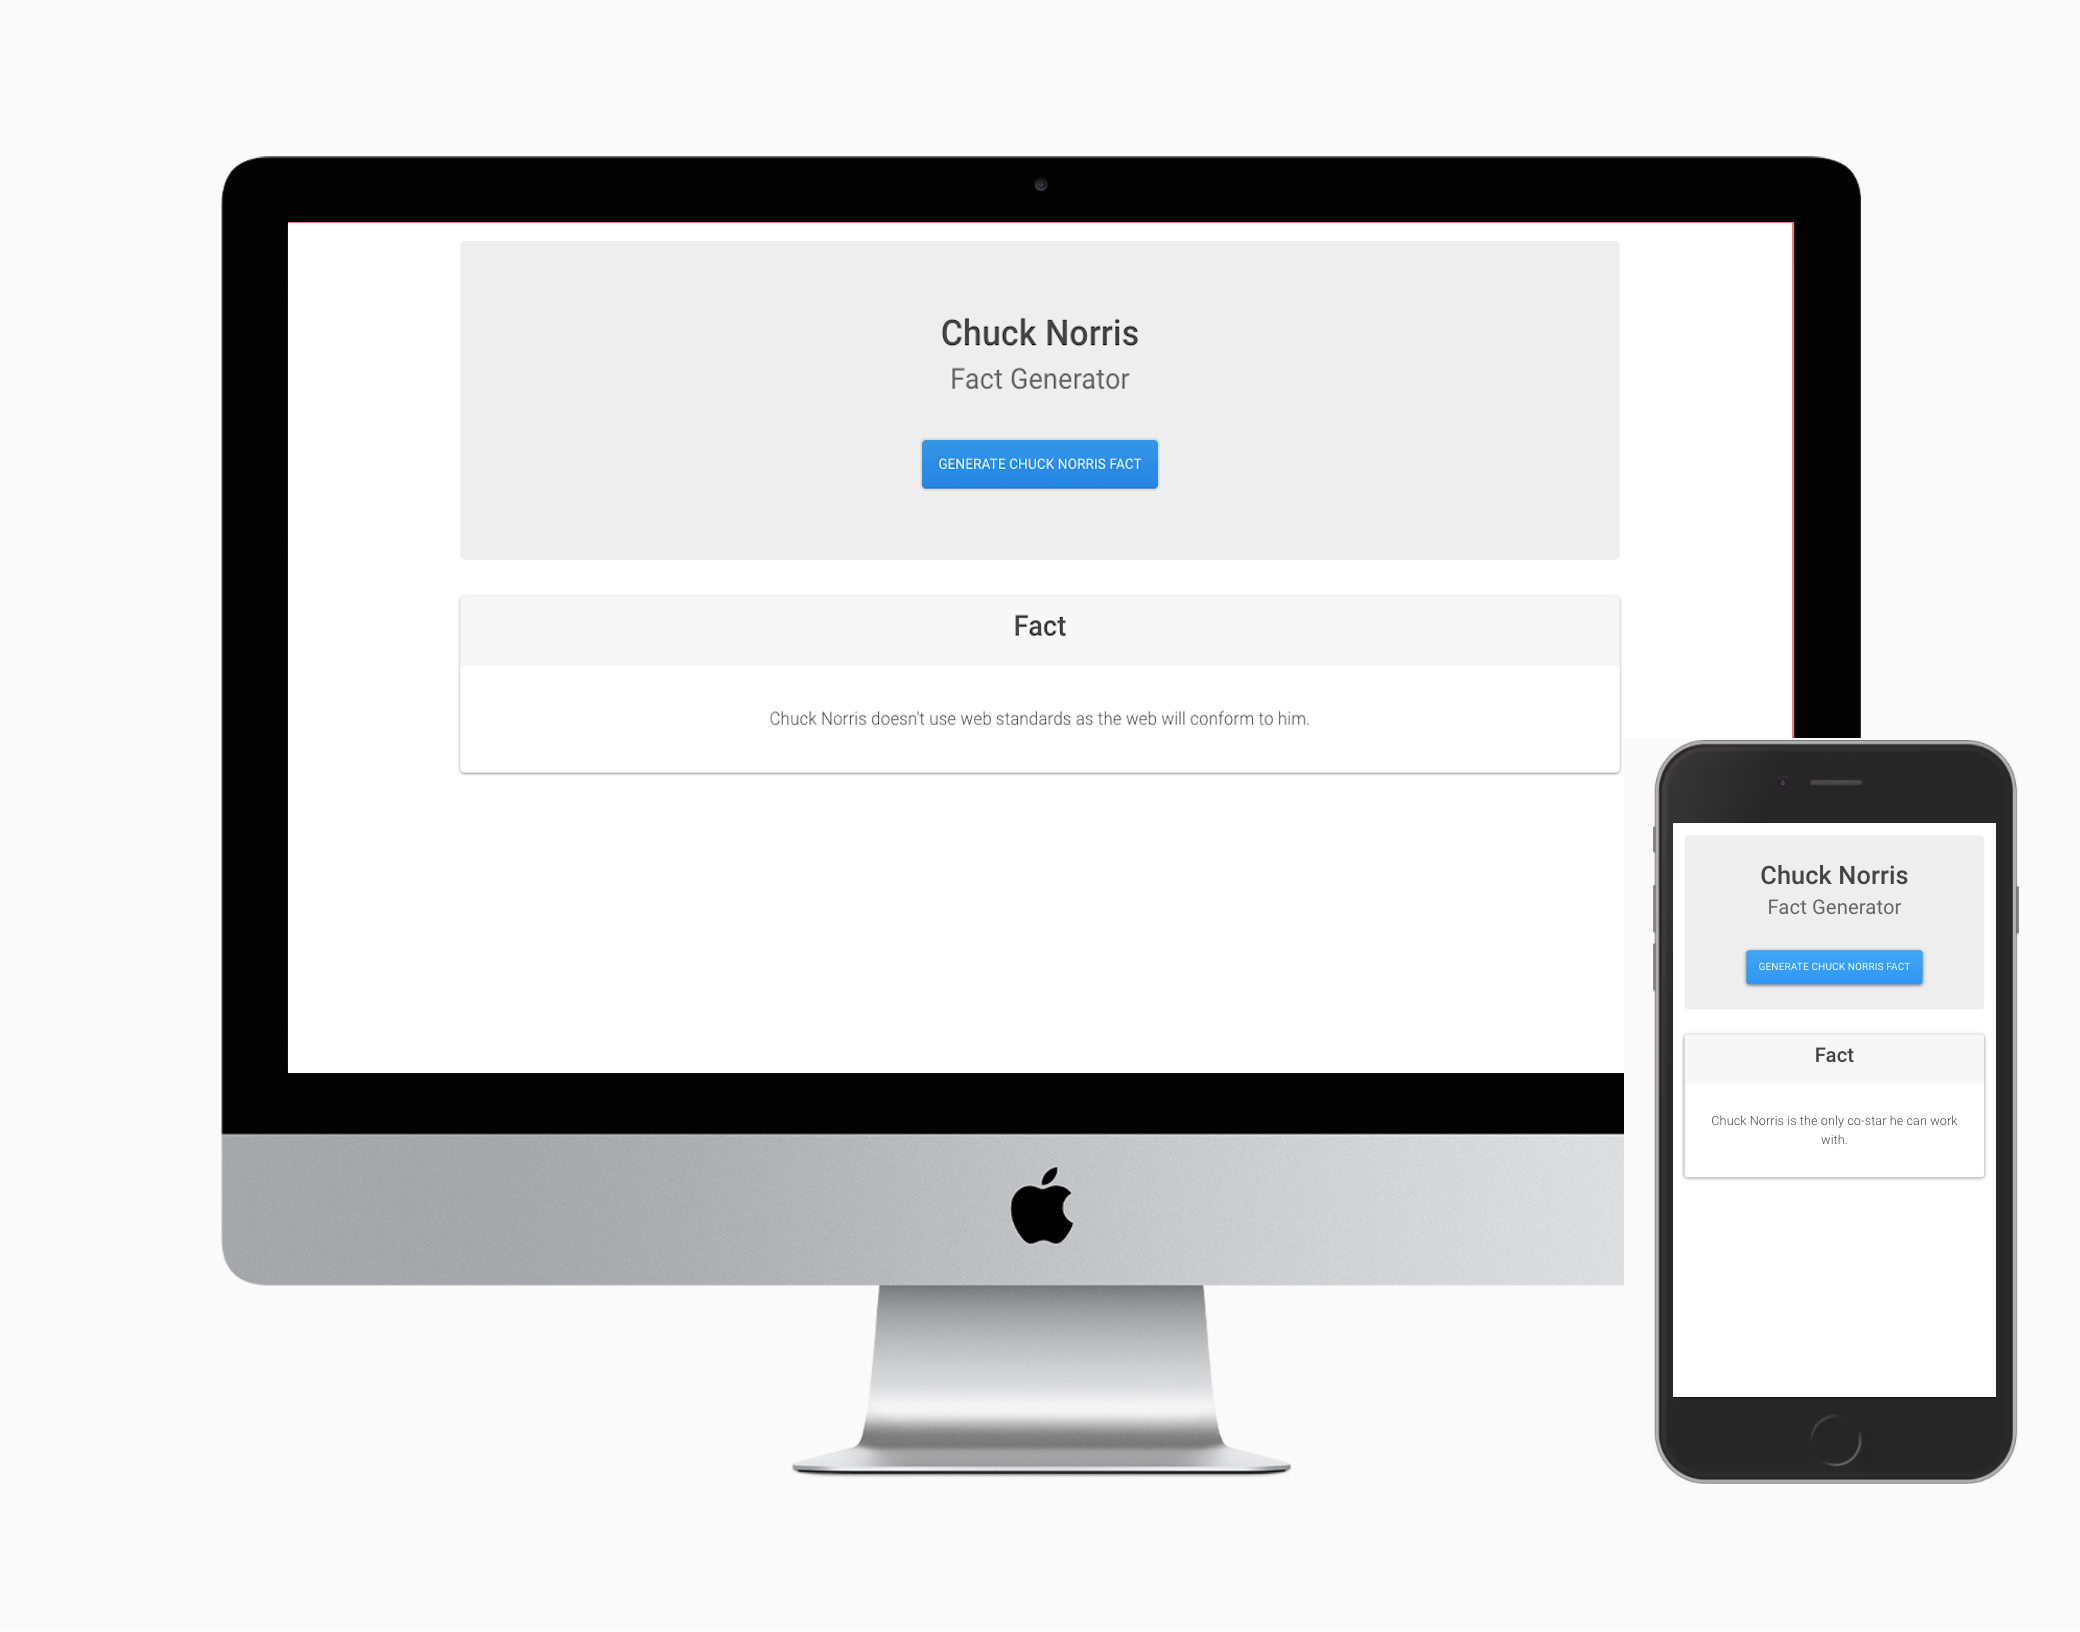 Chuck Norris
Fact Generator
GENERATE CHUCK NORRIS FACT
Fact
Chuck Norris doesn't use web standards as the web will conform to him.
Chuck Norris
Fact Generator
GENERATE CHUCK NORRIS FACT
Fact
Chuck Norris is the only co-star he can work
with.